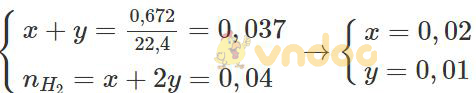 x + y = 0,672/22,4 = 0,037 → x = 0,02
n_{H_2} = x + 2y = 0,04 y = 0,01
vndoc